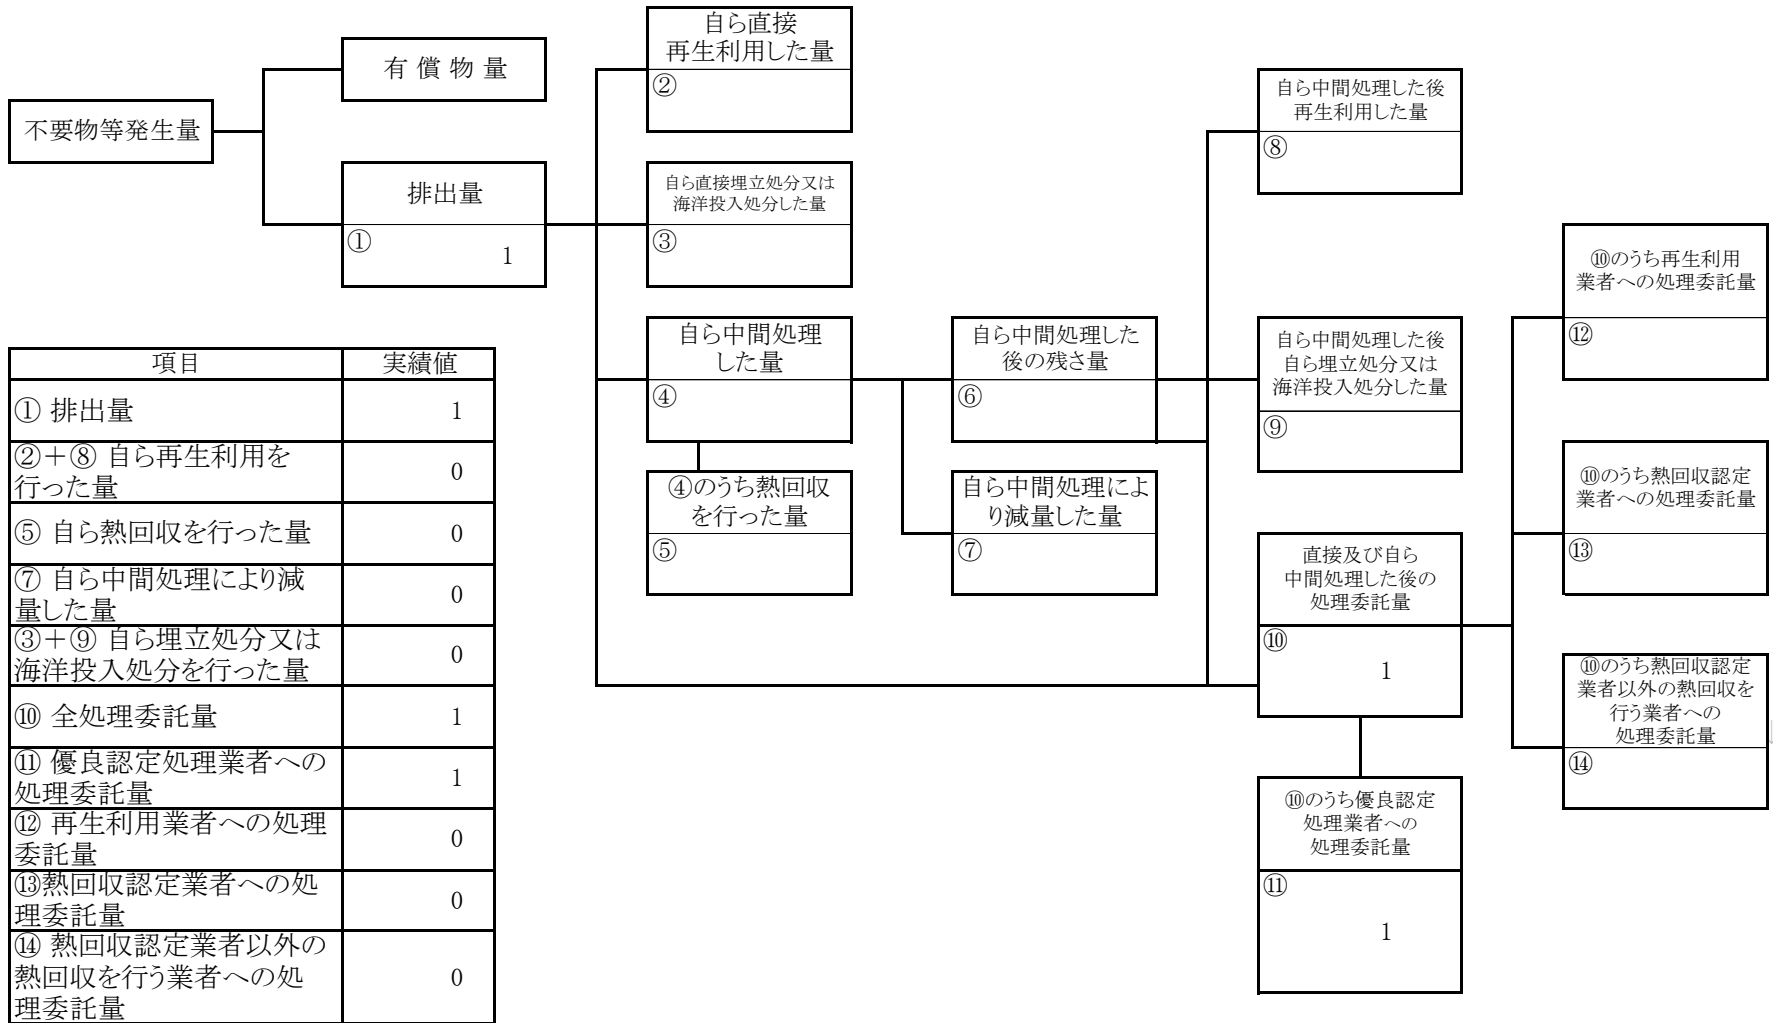 不要物等発生量
有 償 物 量
排出量
①
1
自ら直接
再生利用した量
②
自ら直接埋立処分又は
海洋投入処分した量
③
自ら中間処理
した量
④
④のうち熱回収
を行った量
⑤
自ら中間処理した
後の残さ量
⑥
自ら中間処理によ
り減量した量
⑦
自ら中間処理した後
再生利用した量
⑧
自ら中間処理した後
自ら埋立処分又は
海洋投入処分した量
⑨
直接及び自ら
中間処理した後の
処理委託量
⑩
1
⑩のうち優良認定
処理業者への
処理委託量
⑪
1
⑩のうち再生利用
業者への処理委託量
⑫
⑩のうち熱回収認定
業者への処理委託量
⑬
⑩のうち熱回収認定
業者以外の熱回収を
行う業者への
処理委託量
⑭
項目 実績値
① 排出量 1
②＋⑧ 自ら再生利用を
行った量 0
⑤ 自ら熱回収を行った量 0
⑦ 自ら中間処理により減
量した量 0
③＋⑨ 自ら埋立処分又は
海洋投入処分を行った量 0
⑩ 全処理委託量 1
⑪ 優良認定処理業者への
処理委託量 1
⑫ 再生利用業者への処理
委託量 0
⑬熱回収認定業者への処
理委託量 0
⑭ 熱回収認定業者以外の
熱回収を行う業者への処
理委託量 0